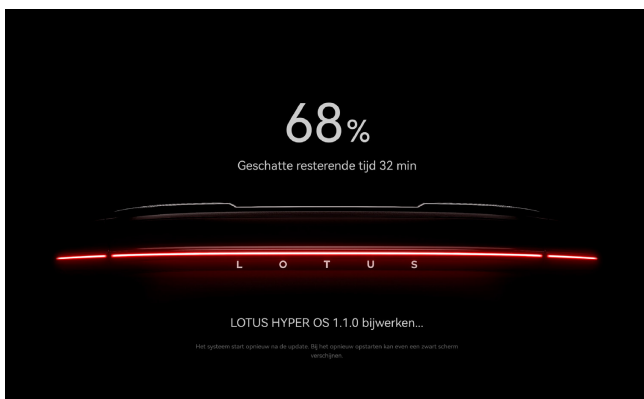 68%
Geschatte resterende tijd 32 min
LOTUS
LOTUS HYPER OS 1.1.0 bijwerken...
Het systeem start opnieuw na de update. Bij het opnieuw opstarten kan even een zwart scherm
verschijnen.